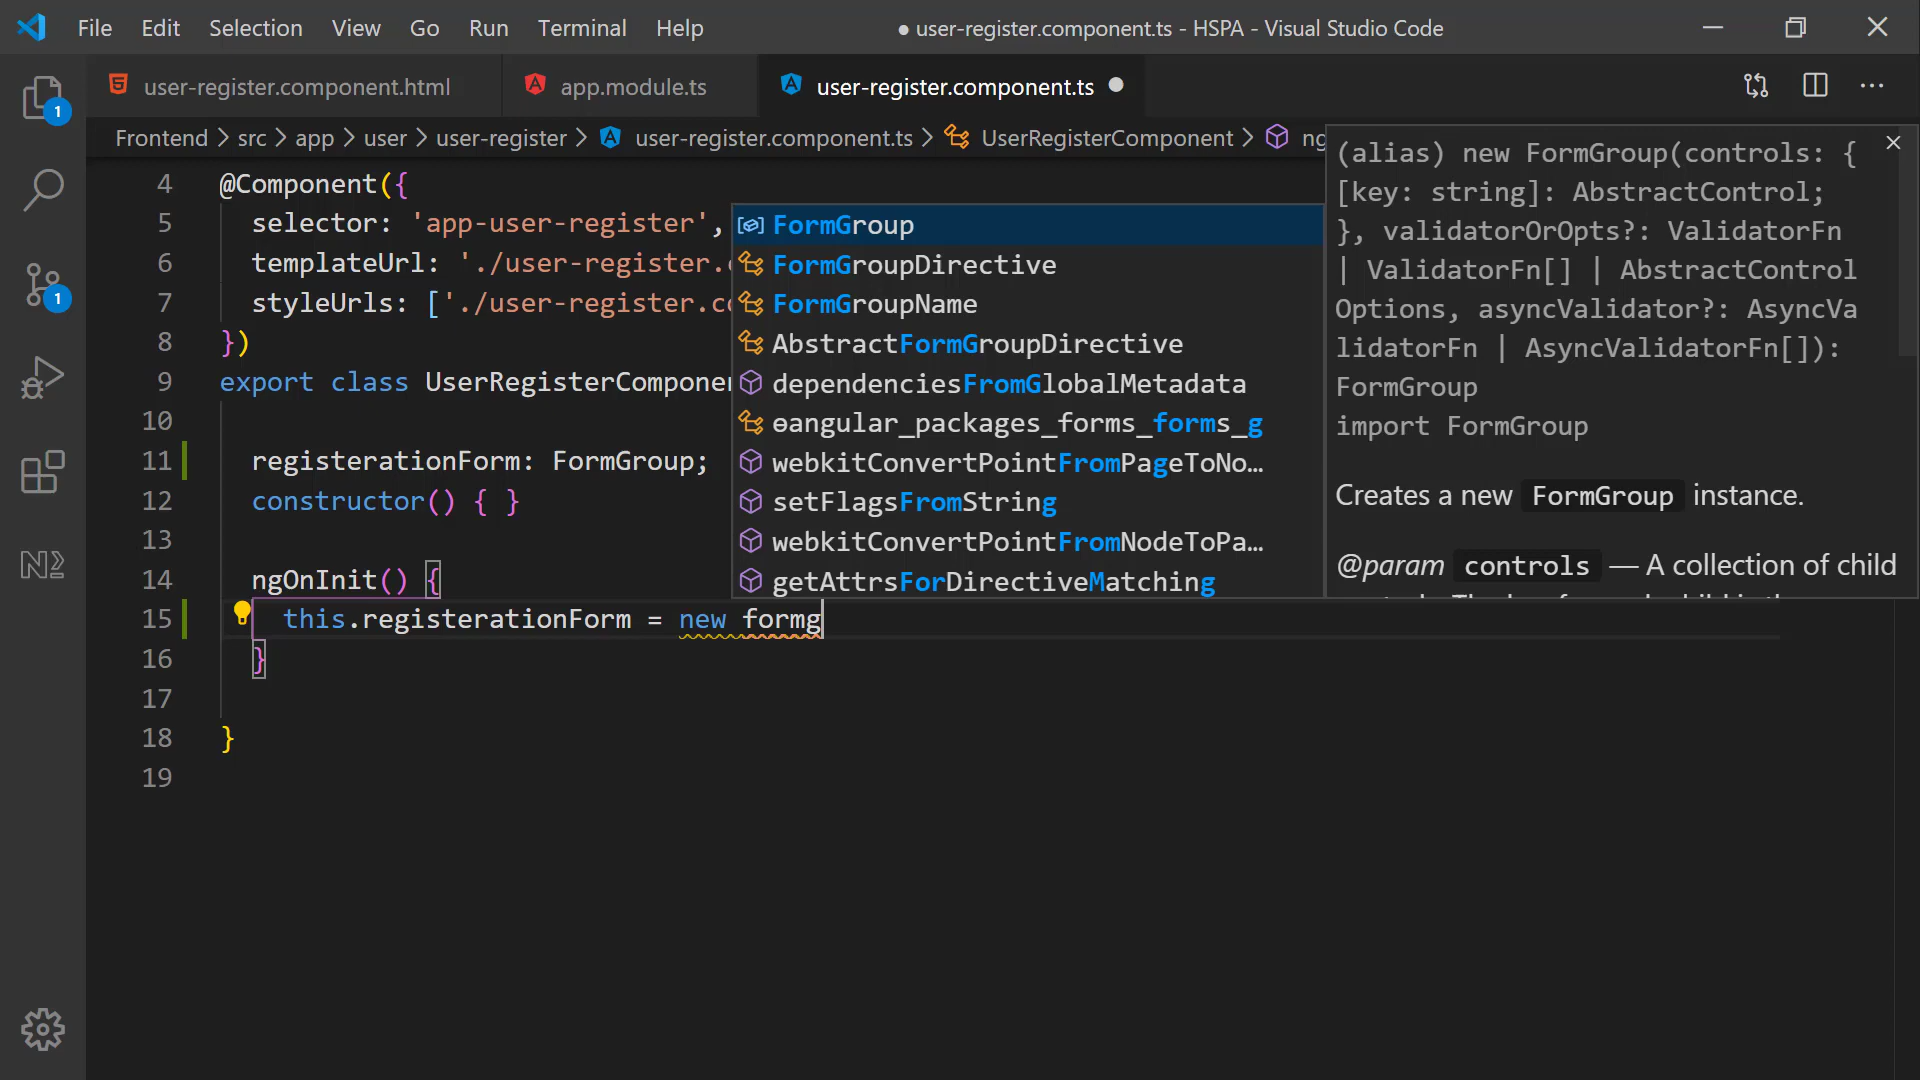 File Edit Selection View Go Run Terminal Help
● user-register.component.ts - HSPA - Visual Studio Code
user-register.component.html app.module.ts user-register.component.ts
Frontend > src > app > user > user-register > user-register.component.ts > UserRegisterComponent > ng
4 @Component({
5 selector: 'app-user-register',
6 templateUrl: './user-register.
7 styleUrls: ['./user-register.co
8 })
9 export class UserRegisterComponen
10
11 registerationForm: FormGroup;
12 constructor() { }
13
14 ngOnInit() {
15 this.registerationForm = new formg
16 }
17
18 }
19
FormGroup
FormGroupDirective
FormGroupName
AbstractFormGroupDirective
dependenciesFromGlobalMetadata
ɵangular_packages_forms_forms_g
webkitConvertPointFromPageToNo…
setFlagsFromString
webkitConvertPointFromNodeToPa…
getAttrsForDirectiveMatching
(alias) new FormGroup(controls: {
[key: string]: AbstractControl;
}, validatorOrOpts?: ValidatorFn
| ValidatorFn[] | AbstractControl
Options, asyncValidator?: AsyncVa
lidatorFn | AsyncValidatorFn[]):
FormGroup
import FormGroup
Creates a new FormGroup instance.
@param controls — A collection of child
1
1